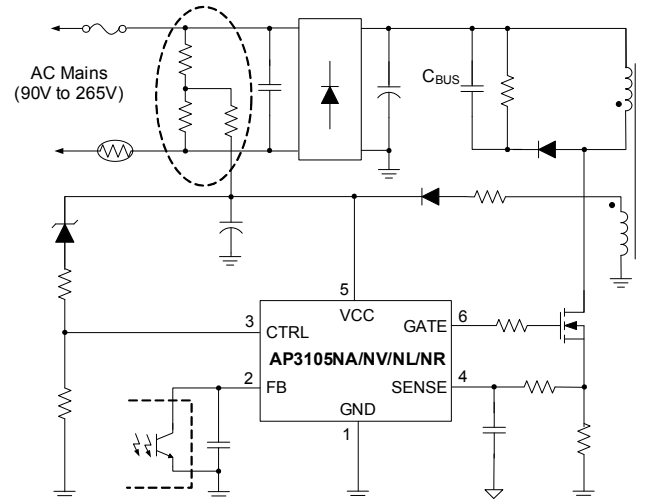 AC Mains
(90V to 265V)
CBUS
5
VCC
3
CTRL
GATE
6
AP3105NA/NV/NL/NR
2
FB
SENSE
4
GND
1